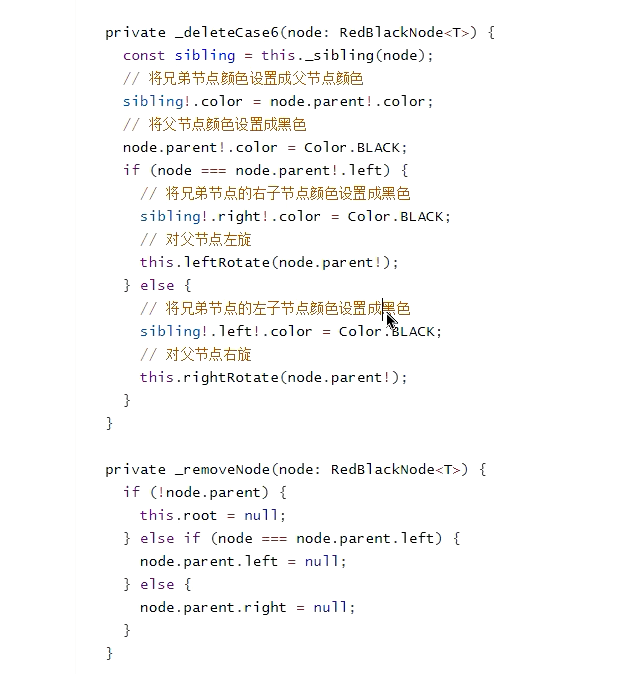 private _deleteCase6(node: RedBlackNode<T>) {
const sibling = this._sibling(node);
// 将兄弟节点颜色设置成父节点颜色
sibling!.color = node.parent!.color;
// 将父节点颜色设置成黑色
node.parent!.color = Color.BLACK;
if (node === node.parent!.left) {
// 将兄弟节点的右子节点颜色设置成黑色
sibling!.right!.color = Color.BLACK;
// 对父节点左旋
this.leftRotate(node.parent!);
} else {
// 将兄弟节点的左子节点颜色设置成黑色
sibling!.left!.color = Color.BLACK;
// 对父节点右旋
this.rightRotate(node.parent!);
}
}
private _removeNode(node: RedBlackNode<T>) {
if (!node.parent) {
this.root = null;
} else if (node === node.parent.left) {
node.parent.left = null;
} else {
node.parent.right = null;
}
}